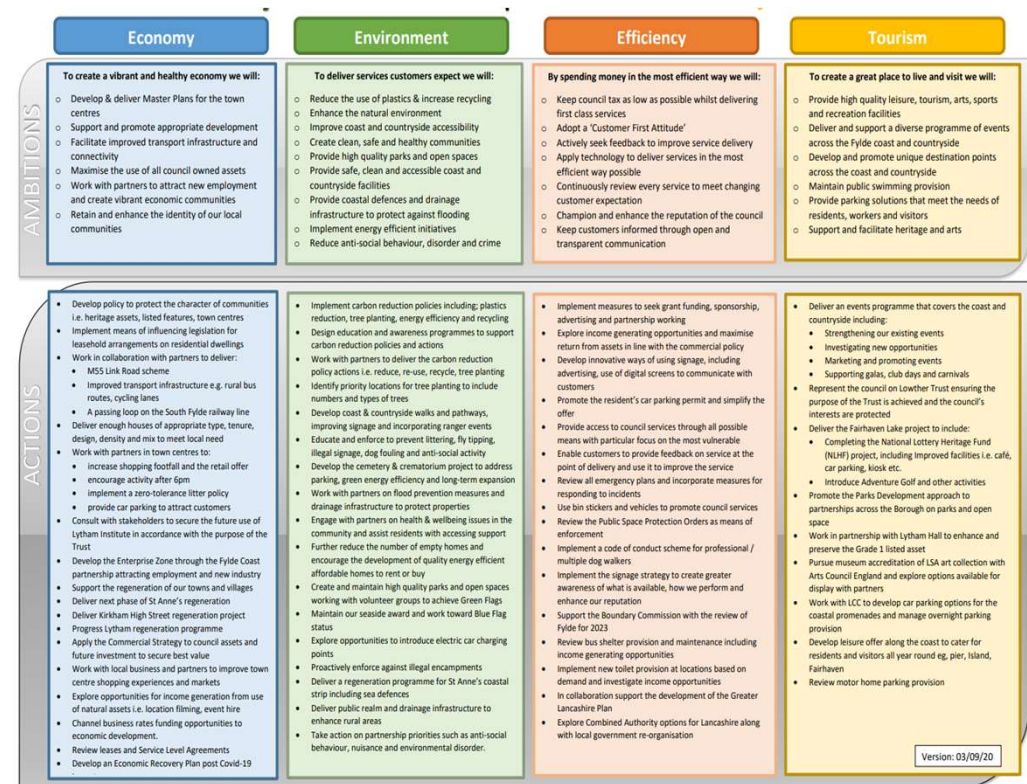 Economy
Environment
Efficiency
Tourism
AMBITIONS
To create a vibrant and healthy economy we will:
○ Develop & deliver Master Plans for the town
centres
○ Support and promote appropriate development
○ Facilitate improved transport infrastructure and
connectivity
○ Maximise the use of all council owned assets
○ Work with partners to attract new employment
and create vibrant economic communities
○ Retain and enhance the identity of our local
communities
To deliver services customers expect we will:
○ Reduce the use of plastics & increase recycling
○ Enhance the natural environment
○ Improve coast and countryside accessibility
○ Create clean, safe and healthy communities
○ Provide high quality parks and open spaces
○ Provide safe, clean and accessible coast and
countryside facilities
○ Provide coastal defences and drainage
infrastructure to protect against flooding
○ Implement energy efficient initiatives
○ Reduce anti-social behaviour, disorder and crime
By spending money in the most efficient way we will:
○ Keep council tax as low as possible whilst delivering
first class services
○ Adopt a ‘Customer First Attitude’
○ Actively seek feedback to improve service delivery
○ Apply technology to deliver services in the most
efficient way possible
○ Continuously review every service to meet changing
customer expectation
○ Champion and enhance the reputation of the council
○ Keep customers informed through open and
transparent communication
To create a great place to live and visit we will:
○ Provide high quality leisure, tourism, arts, sports
and recreation facilities
○ Deliver and support a diverse programme of events
across the Fylde coast and countryside
○ Develop and promote unique destination points
across the coast and countryside
○ Maintain public swimming provision
○ Provide parking solutions that meet the needs of
residents, workers and visitors
○ Support and facilitate heritage and arts
ACTIONS
• Develop policy to protect the character of communities
i.e. heritage assets, listed features, town centres
• Implement means of influencing legislation for
leasehold arrangements on residential dwellings
• Work in collaboration with partners to deliver:
• M55 Link Road scheme
• Improved transport infrastructure e.g. rural bus
routes, cycling lanes
• A passing loop on the South Fylde railway line
• Deliver enough houses of appropriate type, tenure,
design, density and mix to meet local need
• Work with partners in town centres to:
• increase shopping footfall and the retail offer
• encourage activity after 6pm
• implement a zero-tolerance litter policy
• provide car parking to attract customers
• Consult with stakeholders to secure the future use of
Lytham Institute in accordance with the purpose of the
Trust
• Develop the Enterprise Zone through the Fylde Coast
partnership attracting employment and new industry
• Support the regeneration of our towns and villages
• Deliver next phase of St Anne's regeneration
• Deliver Kirkham High Street regeneration project
• Progress Lytham regeneration programme
• Apply the Commercial Strategy to council assets and
future investment to secure best value
• Work with local business and partners to improve town
centre shopping experiences and markets
• Explore opportunities for income generation from use
of natural assets i.e. location filming, event hire
• Channel business rates funding opportunities to
economic development.
• Review leases and Service Level Agreements
• Develop an Economic Recovery Plan post Covid-19
• Implement carbon reduction policies including; plastics
reduction, tree planting, energy efficiency and recycling
• Design education and awareness programmes to support
carbon reduction policies and actions
• Work with partners to deliver the carbon reduction
policy actions i.e. reduce, re-use, recycle, tree planting
• Identify priority locations for tree planting to include
numbers and types of trees
• Develop coast & countryside walks and pathways,
improving signage and incorporating ranger events
• Educate and enforce to prevent littering, fly tipping,
illegal signage, dog fouling and anti-social activity
• Develop the cemetery & crematorium project to address
parking, green energy efficiency and long-term expansion
• Work with partners on flood prevention measures and
drainage infrastructure to protect properties
• Engage with partners on health & wellbeing issues in the
community and assist residents with accessing support
• Further reduce the number of empty homes and
encourage the development of quality energy efficient
affordable homes to rent or buy
• Create and maintain high quality parks and open spaces
working with volunteer groups to achieve Green Flags
• Maintain our seaside award and work toward Blue Flag
status
• Explore opportunities to introduce electric car charging
points
• Proactively enforce against illegal encampments
• Deliver a regeneration programme for St Anne's coastal
strip including sea defences
• Deliver public realm and drainage infrastructure to
enhance rural areas
• Take action on partnership priorities such as anti-social
behaviour, nuisance and environmental disorder.
• Implement measures to seek grant funding, sponsorship,
advertising and partnership working
• Explore income generating opportunities and maximise
return from assets in line with the commercial policy
• Develop innovative ways of using signage, including
advertising, use of digital screens to communicate with
customers
• Promote the resident's car parking permit and simplify the
offer
• Provide access to council services through all possible
means with particular focus on the most vulnerable
• Enable customers to provide feedback on service at the
point of delivery and use it to improve the service
• Review all emergency plans and incorporate measures for
responding to incidents
• Use bin stickers and vehicles to promote council services
• Review the Public Space Protection Orders as means of
enforcement
• Implement a code of conduct scheme for professional /
multiple dog walkers
• Implement the signage strategy to create greater
awareness of what is available, how we perform and
enhance our reputation
• Support the Boundary Commission with the review of
Fylde for 2023
• Review bus shelter provision and maintenance including
income generating opportunities
• Implement new toilet provision at locations based on
demand and investigate income opportunities
• In collaboration support the development of the Greater
Lancashire Plan
• Explore Combined Authority options for Lancashire along
with local government re-organisation
• Deliver an events programme that covers the coast and
countryside including:
• Strengthening our existing events
• Investigating new opportunities
• Marketing and promoting events
• Supporting galas, club days and carnivals
• Represent the council on Lowther Trust ensuring the
purpose of the Trust is achieved and the council's
interests are protected
• Deliver the Fairhaven Lake project to include:
• Completing the National Lottery Heritage Fund
(NLHF) project, including Improved facilities i.e. café,
car parking, kiosk etc.
• Introduce Adventure Golf and other activities
• Promote the Parks Development approach to
partnerships across the Borough on parks and open
space
• Work in partnership with Lytham Hall to enhance and
preserve the Grade 1 listed asset
• Pursue museum accreditation of LSA art collection with
Arts Council England and explore options available for
display with partners
• Work with LCC to develop car parking options for the
coastal promenades and manage overnight parking
provision
• Develop leisure offer along the coast to cater for
residents and visitors all year round eg, pier, Island,
Fairhaven
• Review motor home parking provision
Version: 03/09/20